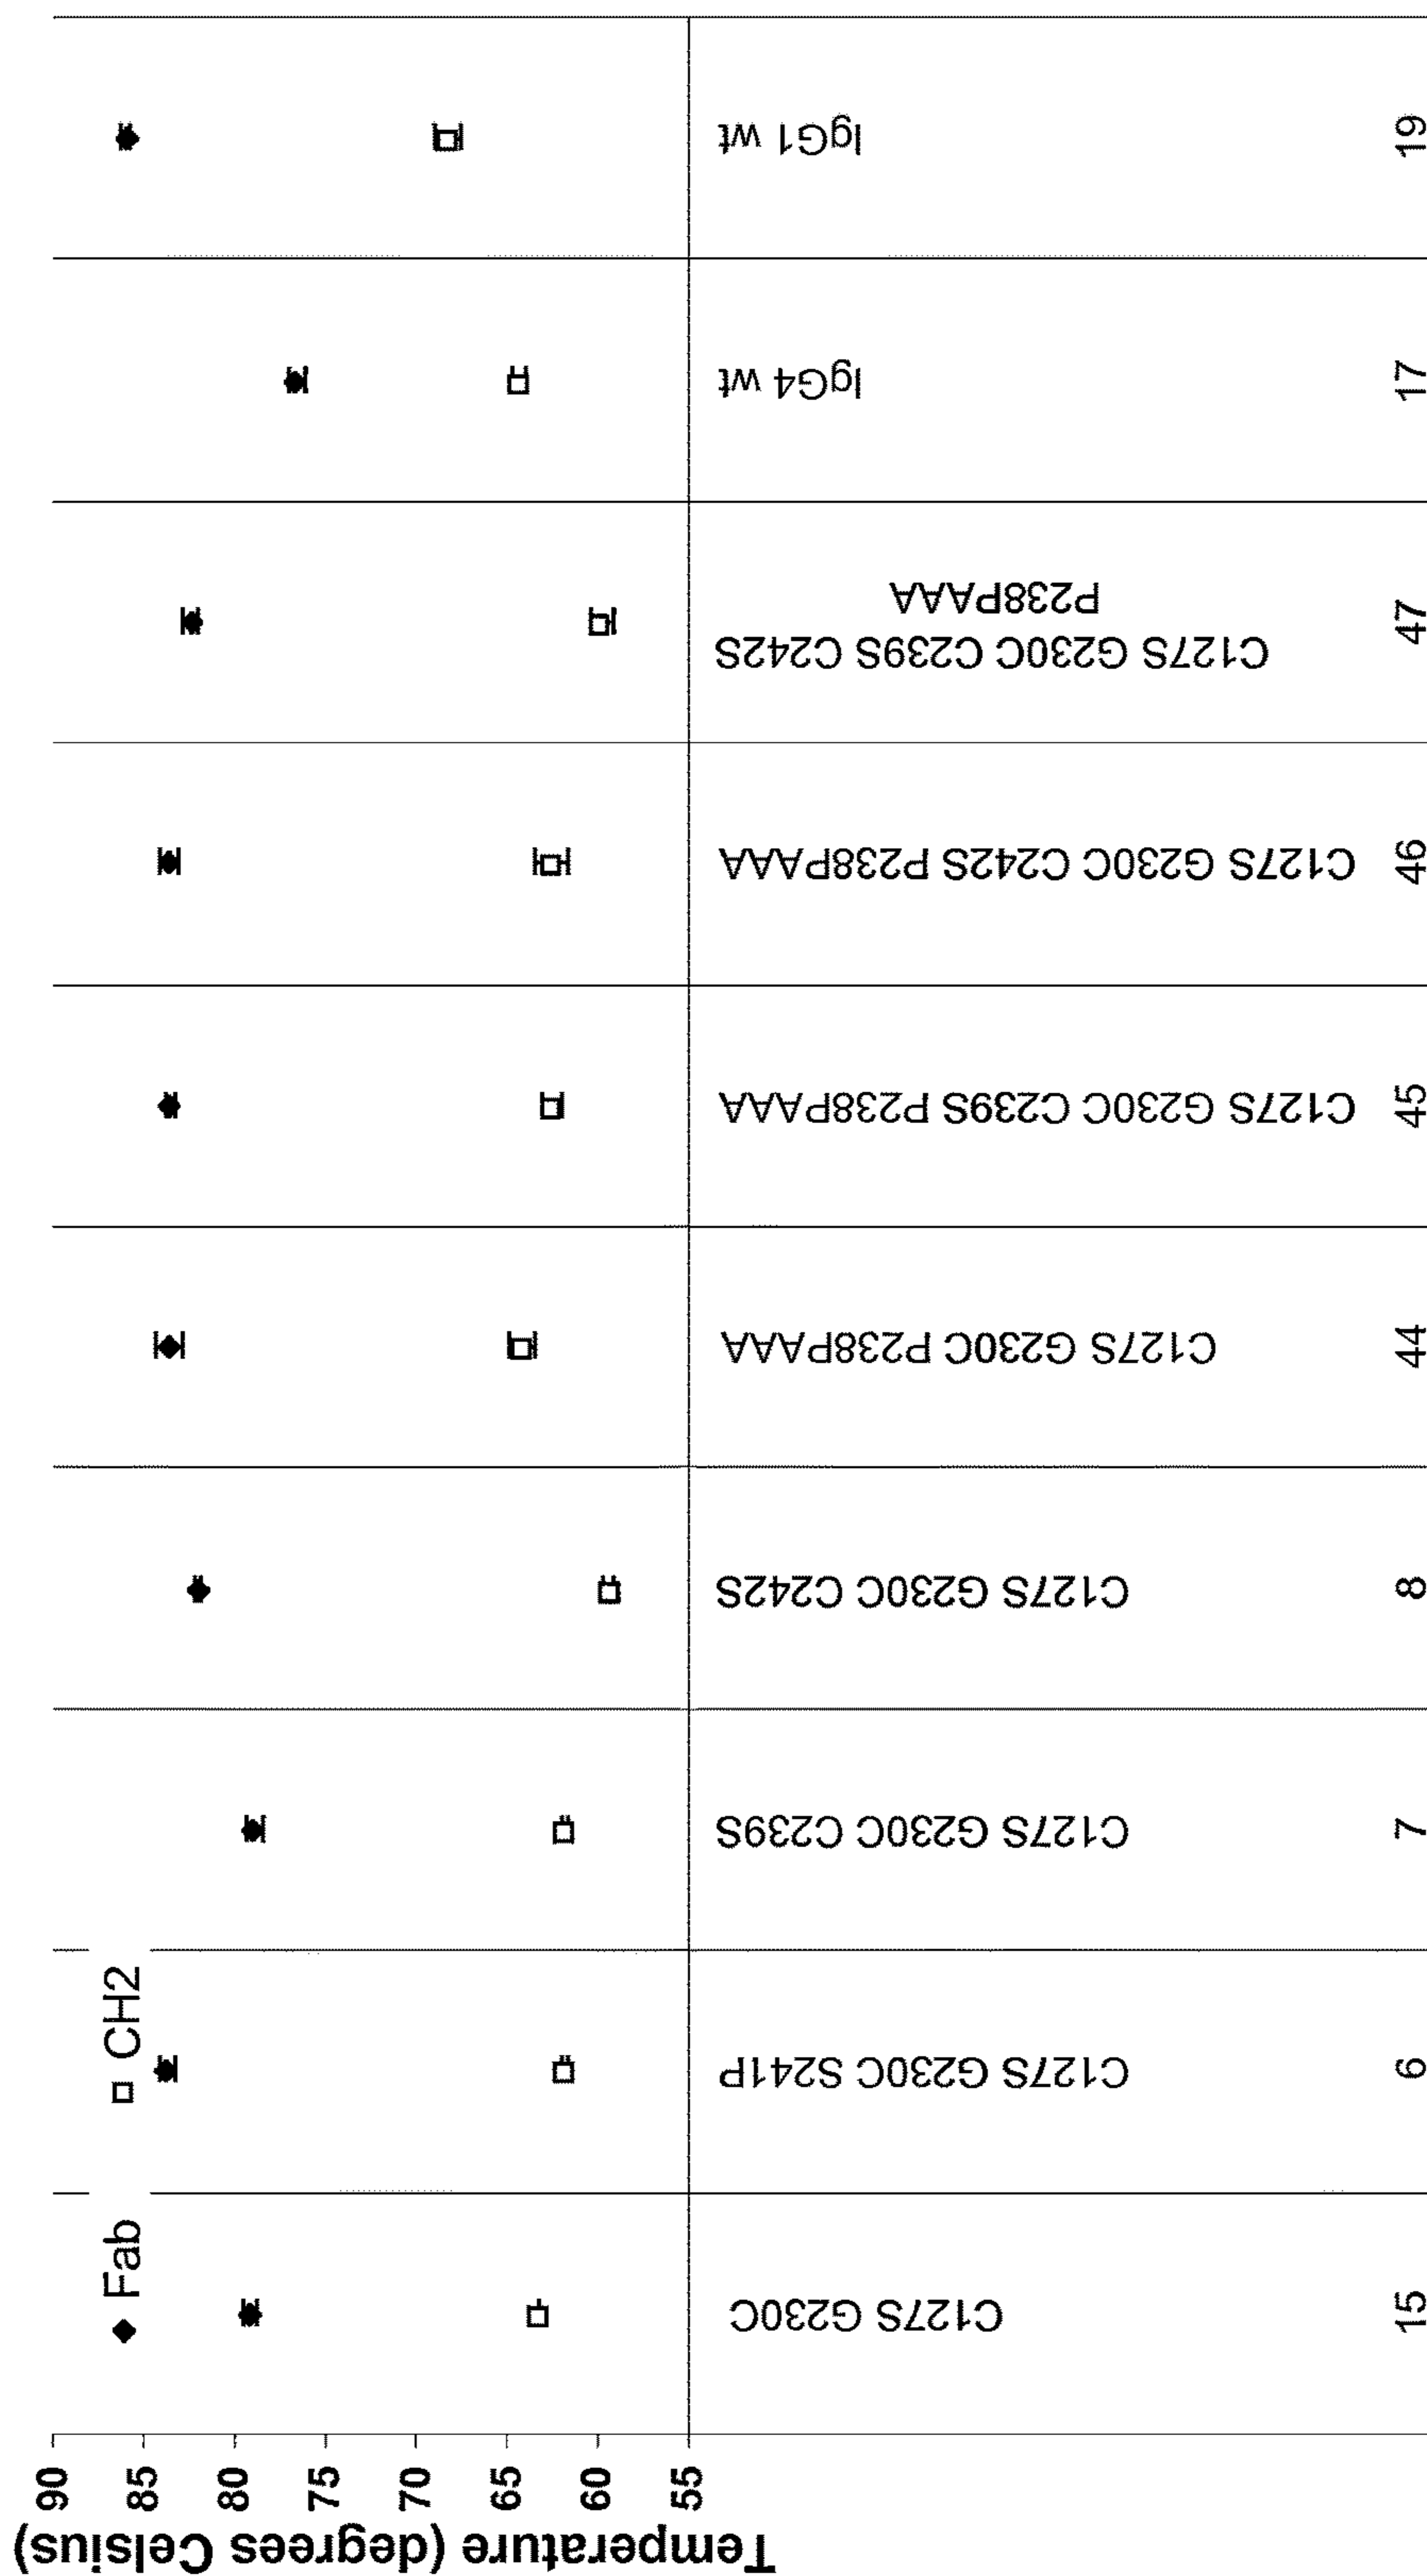 Temperature (degrees Celsius)
90
85
80
75
70
65
60
55
Fab
CH2
C127S G230C
C127S G230C S241P
C127S G230C C239S
C127S G230C C242S
C127S G230C P238PAAA
C127S G230C C239S P238PAAA
C127S G230C C242S P238PAAA
C127S G230C C239S C242S
P238PAAA
IgG4 wt
IgG1 wt
15
6
7
8
44
45
46
47
17
19